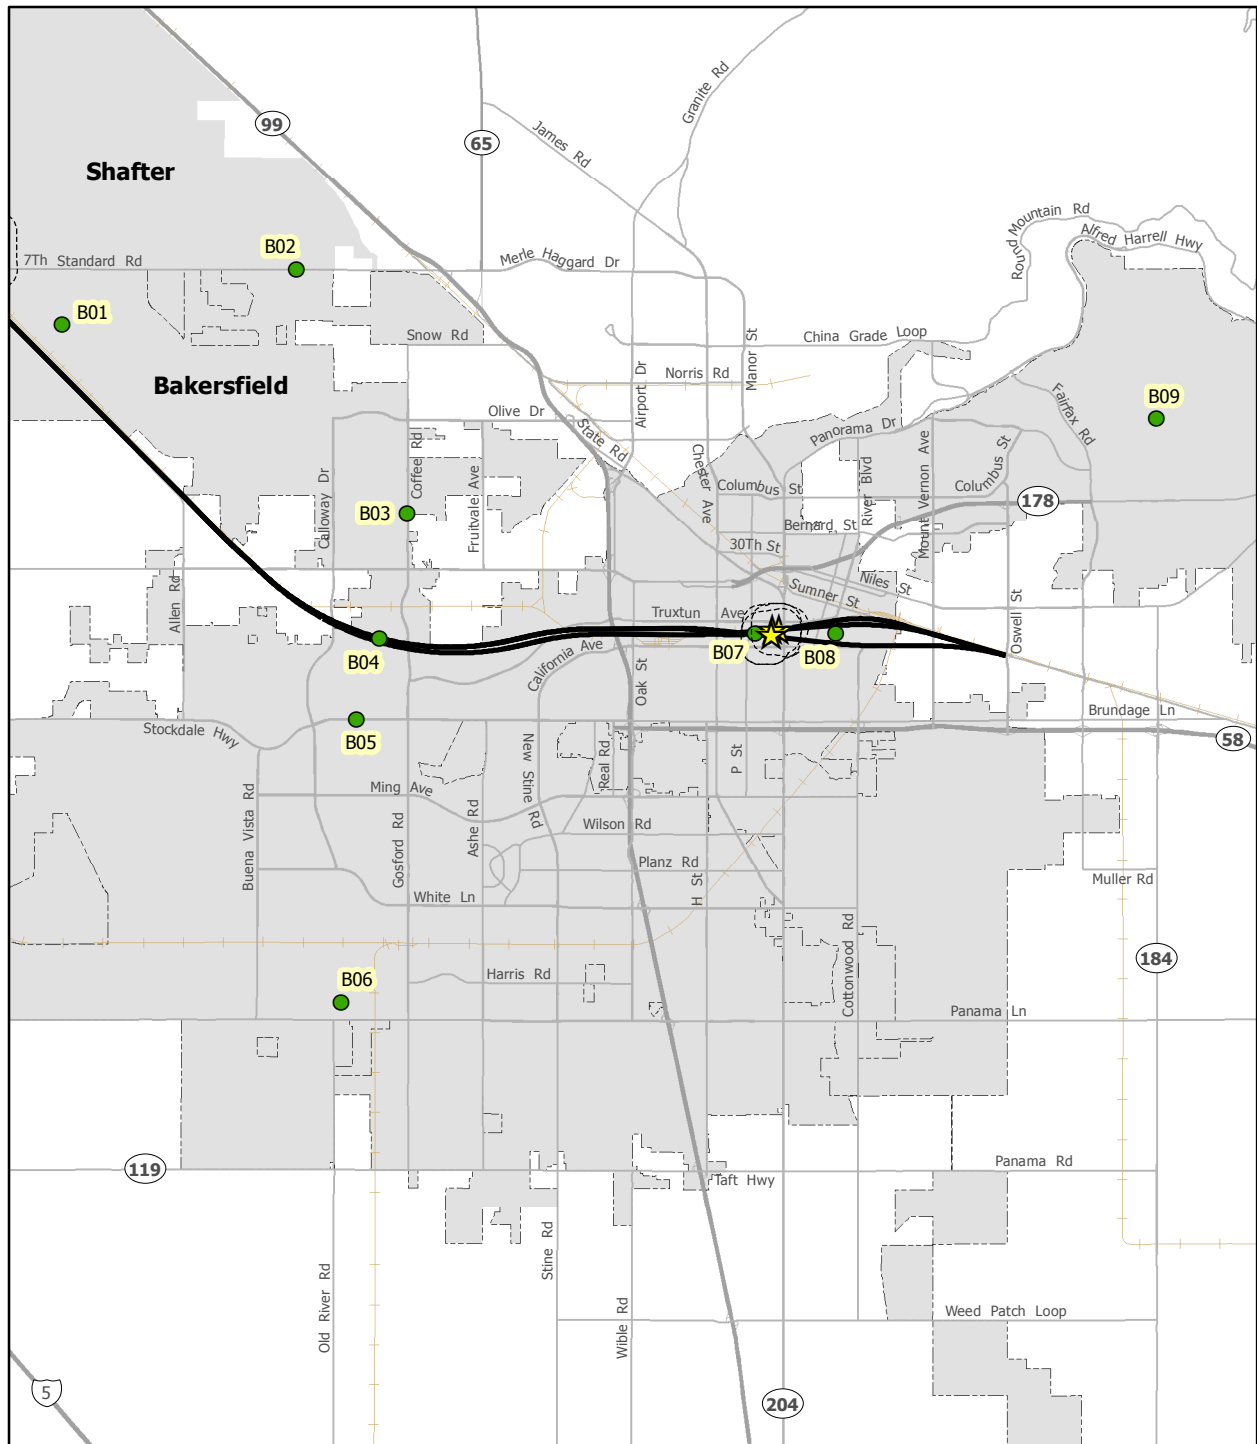 Granite Rd
99
James Rd
65
Shafter
Round Mountain Rd
Alfred Harrell Hwy
B02
7Th Standard Rd
Merle Haggard Dr
B01
Snow Rd
China Grade Loop
Manor St
Bakersfield
Norris Rd
Airport Dr
B09
Olive Dr
Fairfax Rd
State Rd
Panorama Dr
Coffee Rd
Chester Ave
Columbus St
Columbus St
River Blvd
Mount Vernon Ave
178
Calloway Dr
B03
Fruitvale Ave
Bernard St
30Th St
Niles St
Sumner St
Allen Rd
Truxtun Ave
Oswell St
B04
California Ave
B07
B08
Oak St
Brundage Ln
Stockdale Hwy
B05
58
New Stine Rd
Real Rd
P St
Ming Ave
Buena Vista Rd
Gosford Rd
Ashe Rd
Wilson Rd
Planz Rd
H St
Muller Rd
White Ln
Cottonwood Rd
184
B06
Harris Rd
Panama Ln
119
Panama Rd
Taft Hwy
Stine Rd
Old River Rd
Wible Rd
Weed Patch Loop
5
204